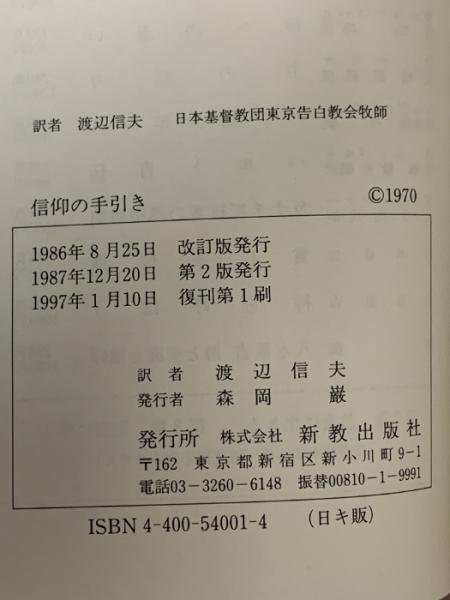 訳者 渡辺信夫 日本基督教団東京告白教会牧師
信仰の手引き ©1970
1986年8月25日 改訂版発行
1987年12月20日 第2版発行
1997年1月10日 復刊第1刷
訳者 渡辺信夫
発行者 森岡巌
発行所 株式会社 新教出版社
〒162 東京都新宿区新小川町9-1
電話03-3260-6148 振替00810-1-9991
ISBN4-400-54001-4 (日キ販)